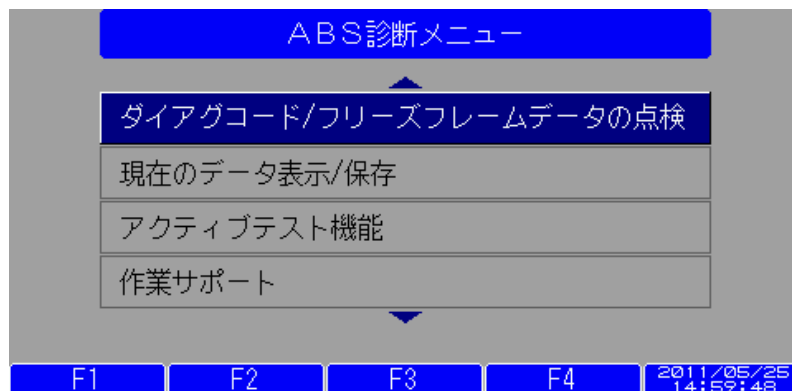 ABS診断メニュー
ダイアグコード/フリーズフレームデータの点検
現在のデータ表示/保存
アクティブテスト機能
作業サポート
F1 F2 F3 F4 2011/05/25
14:59:48